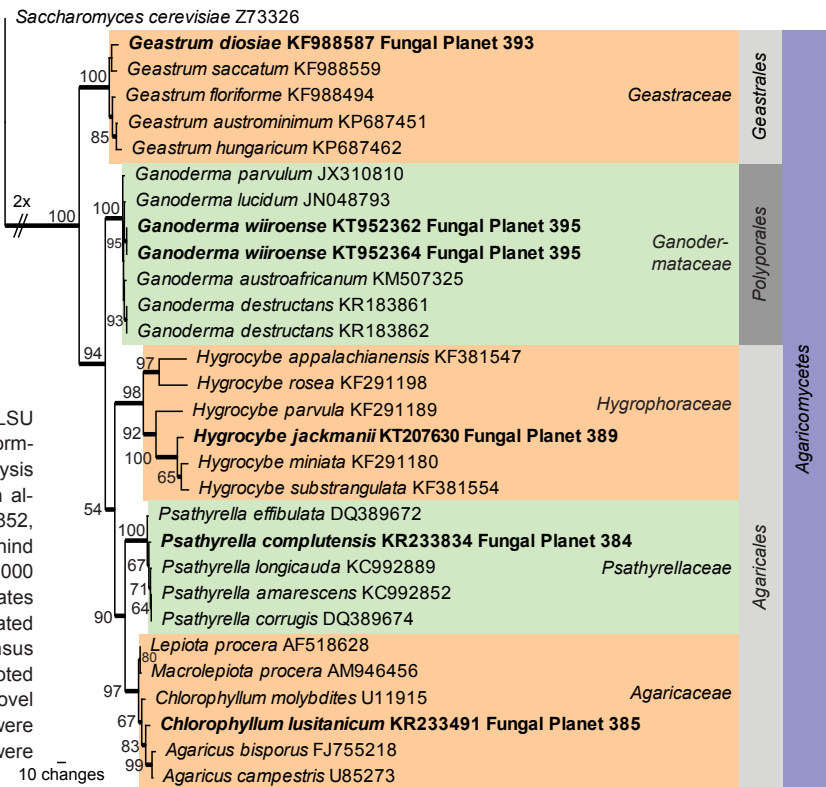 Saccharomyces cerevisiae Z73326
Geastrum diosiae KF988587 Fungal Planet 393
Geastrum saccatum KF988559
100
Geastrum floriforme KF988494
Geastraceae
Geastrales
Geastrum austrominimum KP687451
85
Geastrum hungaricum KP687462
Ganoderma parvulum JX310810
2x
100
100
Ganoderma lucidum JN048793
Ganoderma wiiroense KT952362 Fungal Planet 395
95
Ganoderma wiiroense KT952364 Fungal Planet 395
Ganoder-
mataceae
Polyporales
Ganoderma austroafricanum KM507325
Ganoderma destructans KR183861
93
Ganoderma destructans KR183862
94
97
Hygrocybe appalachianensis KF381547
Hygrocybe rosea KF291198
98
Hygrophoraceae
Hygrocybe parvula KF291189
92
Hygrocybe jackmanii KT207630 Fungal Planet 389
100
Hygrocybe miniata KF291180
65
Hygrocybe substrangulata KF381554
54
Psathyrella effibulata DQ389672
100
Psathyrella complutensis KR233834 Fungal Planet 384
67
Psathyrella longicauda KC992889
Psathyrellaceae
71
Psathyrella amarescens KC992852
64
90
Psathyrella corrugis DQ389674
Agaricales
Agaricomycetes
Lepiota procera AF518628
80
Macrolepiota procera AM946456
97
Chlorophyllum molybdites U11915
Agaricaceae
67
Chlorophyllum lusitanicum KR233491 Fungal Planet 385
83
Agaricus bisporus FJ755218
99
Agaricus campestris U85273
10 changes
LSU
orm-
ysis
al-
352,
hind
000
ates
ated
nsus
oted
ovel
were
were